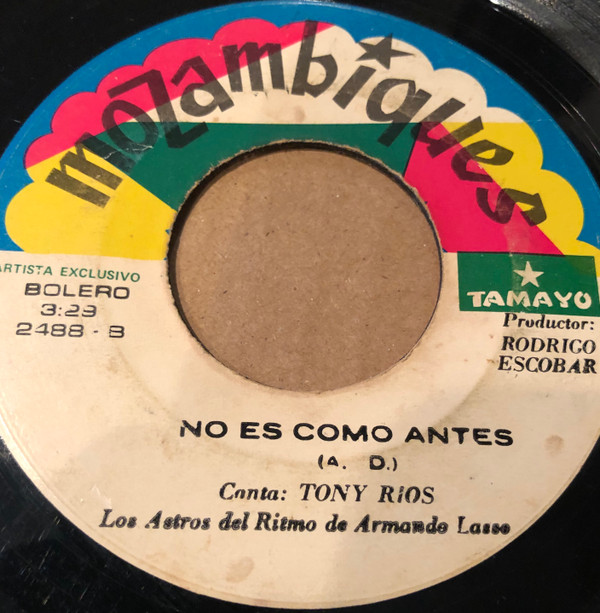 mozambiques
ARTISTA EXCLUSIVO
BOLERO
3:23
2488 - B
TAMAYO
Productor:
RODRIGO
ESCOBAR
NO ES COMO ANTES
(A. D.)
Canta: TONY RIOS
Los Astros del Ritmo de Armando Lasso